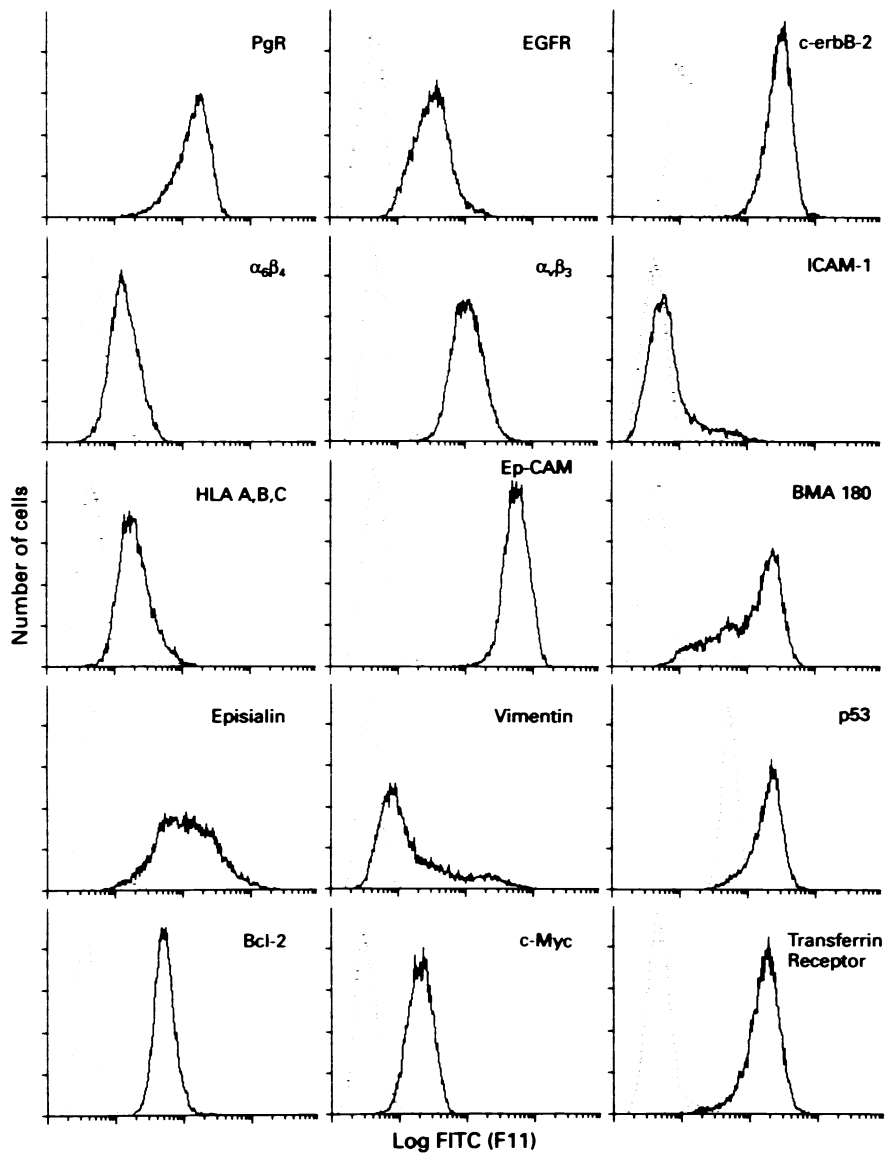 PgR
EGFR
c-erbB-2
α₆β₄
αᵥβ₃
ICAM-1
HLA A,B,C
Ep-CAM
BMA 180
Episialin
Vimentin
p53
Bcl-2
c-Myc
Transferrin
Receptor
Number of cells
Log FITC (F11)